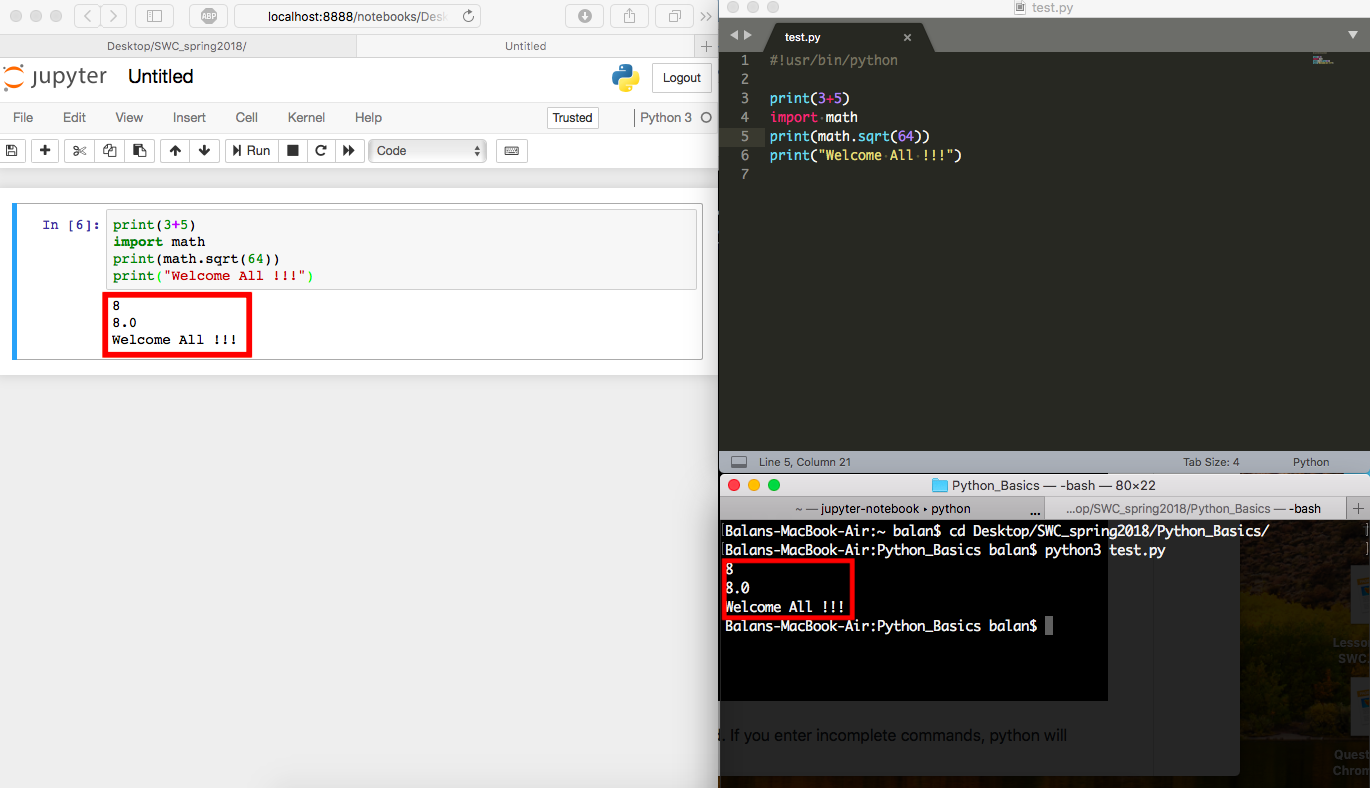 localhost:8888/notebooks/Des
ABP
Desktop/SWC_spring2018/
Untitled
jupyter
Untitled
Logout
File
Edit
View
Insert
Cell
Kernel
Help
Trusted
Python 3
Run
Code
In [6]:
print(3+5)
import math
print(math.sqrt(64))
print("Welcome All !!!")
8
8.0
Welcome All !!!
test.py
test.py
1 #!usr/bin/python
2
3 print(3+5)
4 import math
5 print(math.sqrt(64))
6 print("Welcome All !!!")
7
Line 5, Column 21
Tab Size: 4
Python
Python_Basics — -bash — 80×22
~ — jupyter-notebook ▸ python
...
...op/SWC_spring2018/Python_Basics — -bash
[Balans-MacBook-Air:~ balan$ cd Desktop/SWC_spring2018/Python_Basics/ ]
[Balans-MacBook-Air:Python_Basics balan$ python3 test.py ]
8
8.0
Welcome All !!!
Balans-MacBook-Air:Python_Basics balan$
. If you enter incomplete commands, python will
Lesso
SWC.
Quest
Chrom